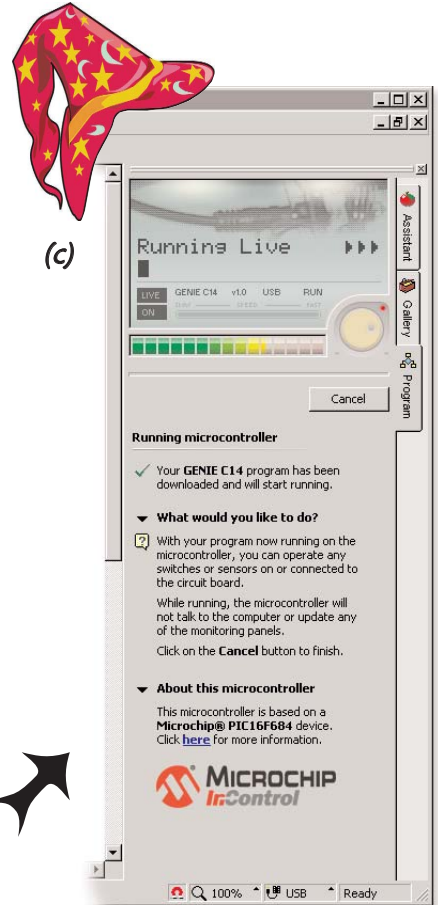 (c)
Running Live
LIVE GENIE C14 v1.0 USB RUN
ON
Assistant
Gallery
Program
Cancel
Running microcontroller
Your GENIE C14 program has been
downloaded and will start running.
What would you like to do?
With your program now running on the
microcontroller, you can operate any
switches or sensors on or connected to
the circuit board.
While running, the microcontroller will
not talk to the computer or update any
of the monitoring panels.
Click on the Cancel button to finish.
About this microcontroller
This microcontroller is based on a
Microchip® PIC16F684 device.
Click here for more information.
MICROCHIP
InControl
100% USB Ready